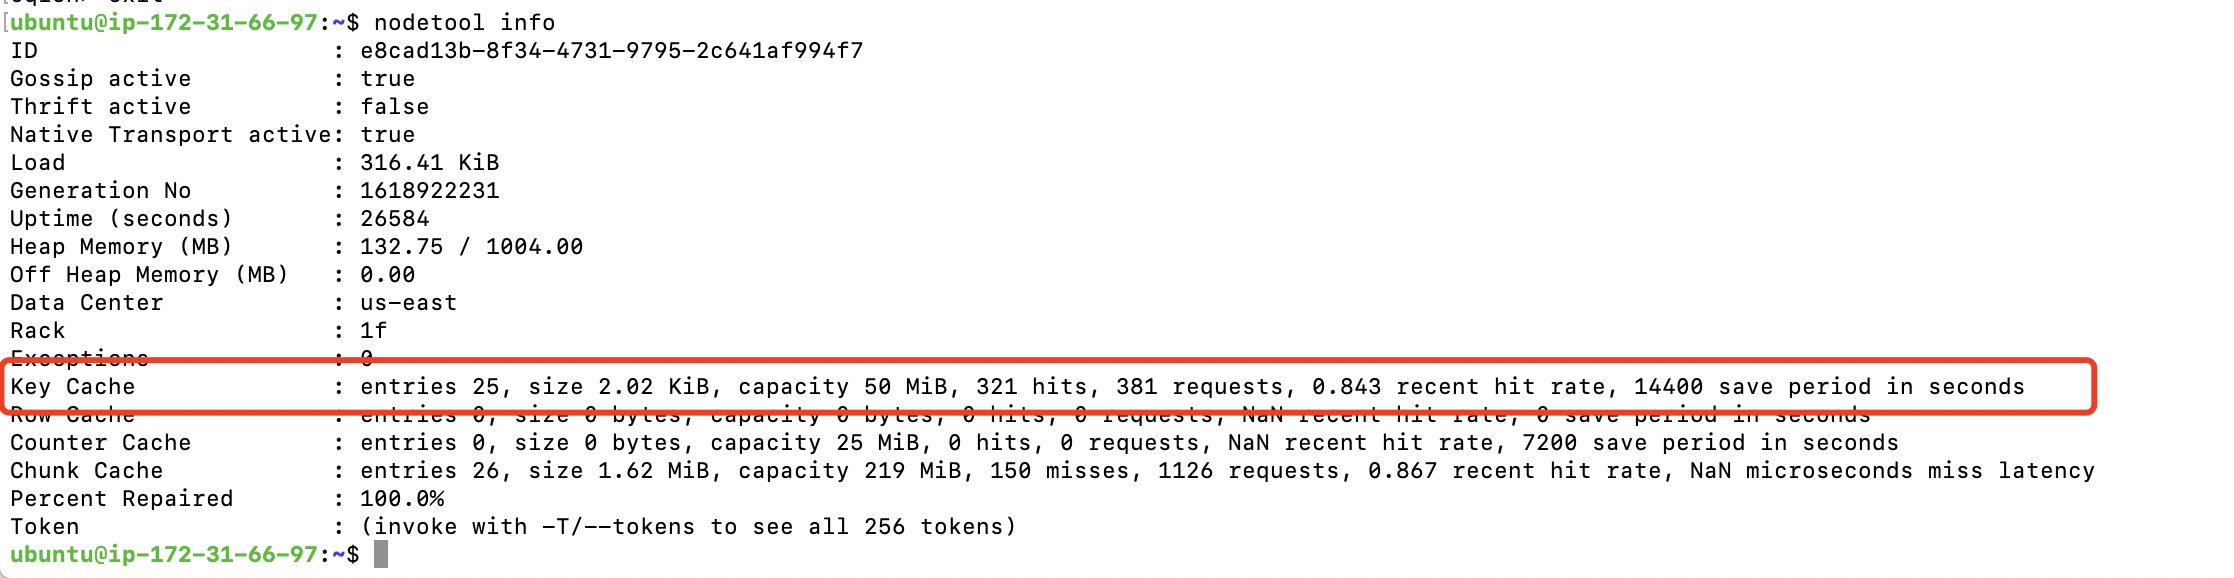 ubuntu@ip-172-31-66-97:~$ nodetool info
ID                     : e8cad13b-8f34-4731-9795-2c641af994f7
Gossip active          : true
Thrift active          : false
Native Transport active: true
Load                   : 316.41 KiB
Generation No          : 1618922231
Uptime (seconds)       : 26584
Heap Memory (MB)       : 132.75 / 1004.00
Off Heap Memory (MB)   : 0.00
Data Center            : us-east
Rack                   : 1f
Exceptions             : 0
Key Cache              : entries 25, size 2.02 KiB, capacity 50 MiB, 321 hits, 381 requests, 0.843 recent hit rate, 14400 save period in seconds
Row Cache              : entries 0, size 0 bytes, capacity 0 bytes, 0 hits, 0 requests, NaN recent hit rate, 0 save period in seconds
Counter Cache          : entries 0, size 0 bytes, capacity 25 MiB, 0 hits, 0 requests, NaN recent hit rate, 7200 save period in seconds
Chunk Cache            : entries 26, size 1.62 MiB, capacity 219 MiB, 150 misses, 1126 requests, 0.867 recent hit rate, NaN microseconds miss latency
Percent Repaired       : 100.0%
Token                  : (invoke with -T/--tokens to see all 256 tokens)
ubuntu@ip-172-31-66-97:~$